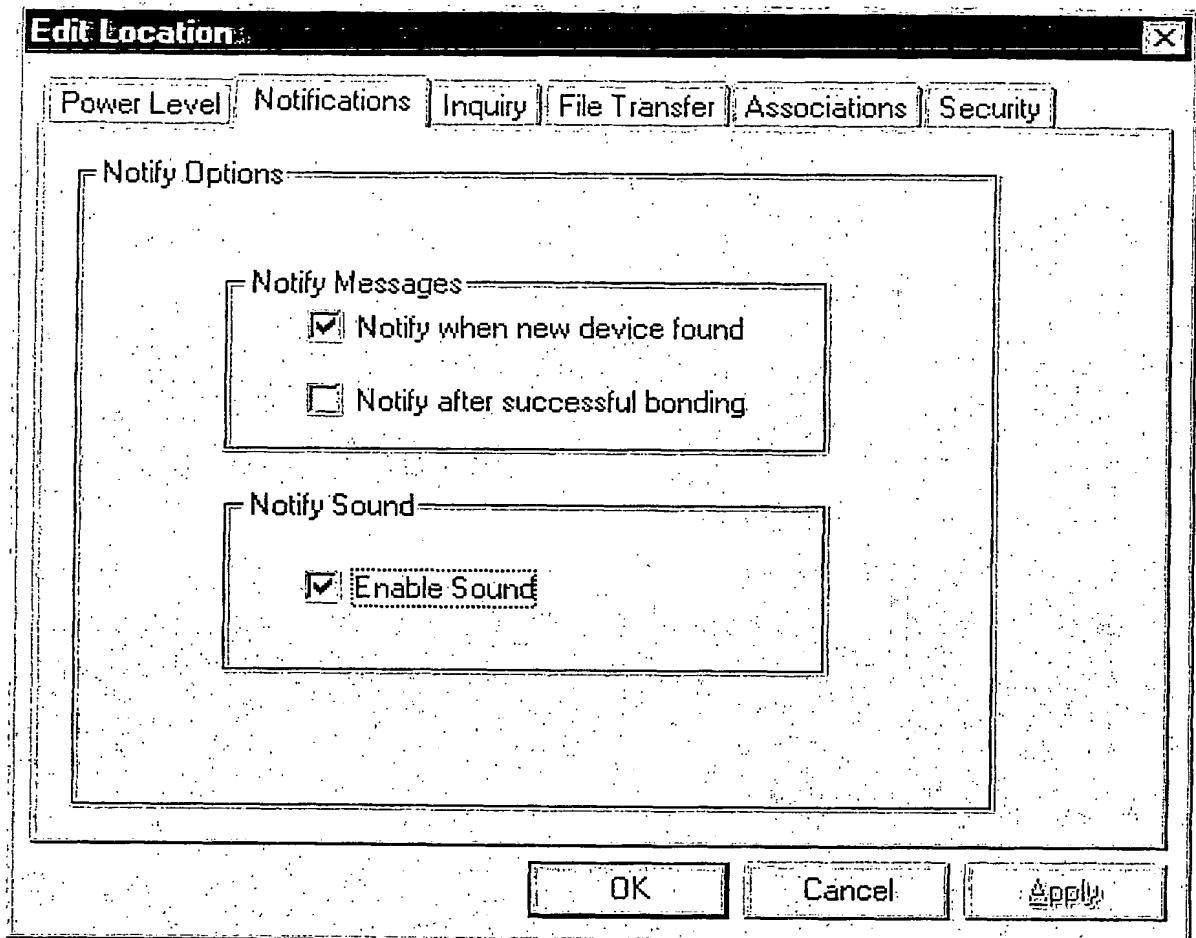 Edit Location
Power Level Notifications Inquiry File Transfer Associations Security
Notify Options
Notify Messages
Notify when new device found
Notify after successful bonding
Notify Sound
Enable Sound
OK Cancel Apply